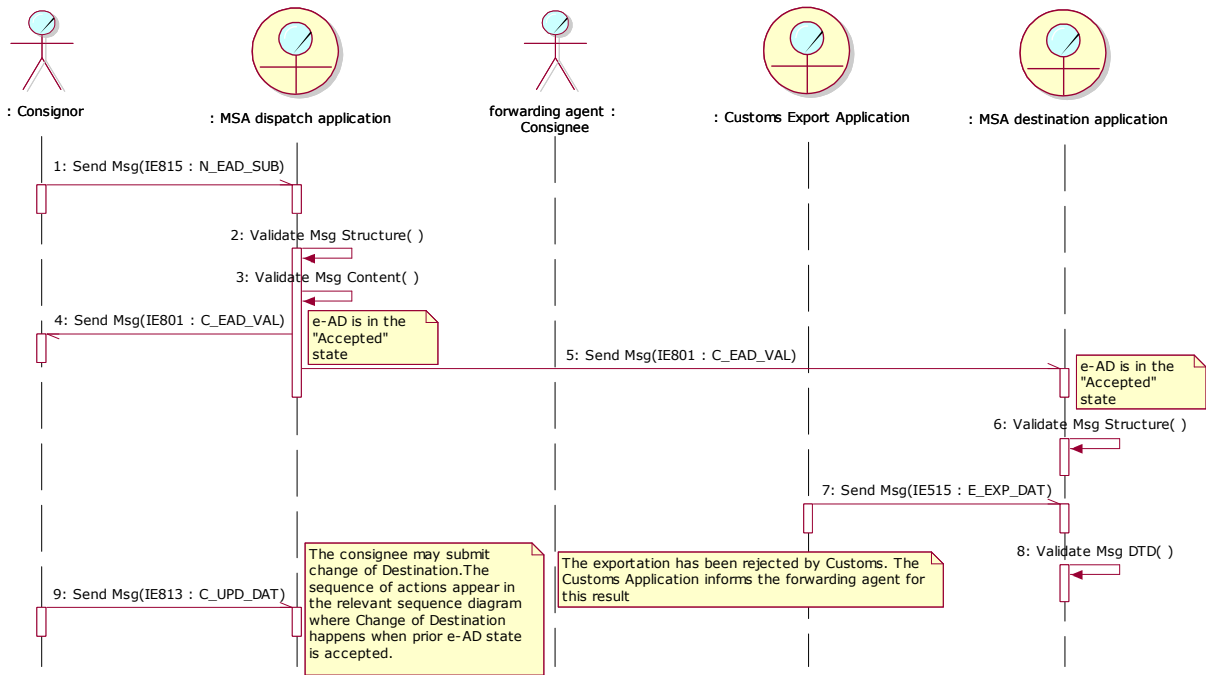 : Consignor
: MSA dispatch application
forwarding agent :
Consignee
: Customs Export Application
: MSA destination application
1: Send Msg(IE815 : N_EAD_SUB)
2: Validate Msg Structure( )
3: Validate Msg Content( )
4: Send Msg(IE801 : C_EAD_VAL)
e-AD is in the
"Accepted"
state
5: Send Msg(IE801 : C_EAD_VAL)
e-AD is in the
"Accepted"
state
6: Validate Msg Structure( )
7: Send Msg(IE515 : E_EXP_DAT)
8: Validate Msg DTD( )
The consignee may submit
change of Destination.The
sequence of actions appear in
the relevant sequence diagram
where Change of Destination
happens when prior e-AD state
is accepted.
The exportation has been rejected by Customs. The
Customs Application informs the forwarding agent for
this result
9: Send Msg(IE813 : C_UPD_DAT)